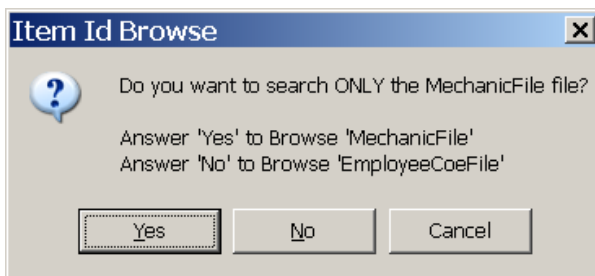 Item Id Browse
Do you want to search ONLY the MechanicFile file?
Answer 'Yes' to Browse 'MechanicFile'
Answer 'No' to Browse 'EmployeeCoeFile'
Yes No Cancel